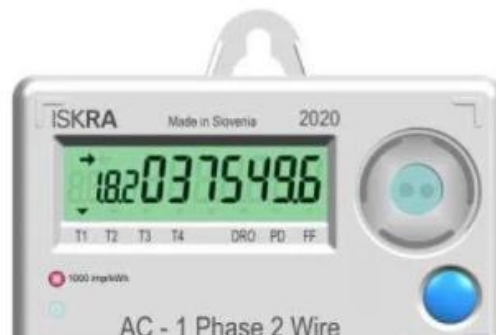 ISKRA Made in Slovenia 2020
1.8.2 037549.6
T1 T2 T3 T4 DRO PD FF
1000 imp/kWh
AC - 1 Phase 2 Wire